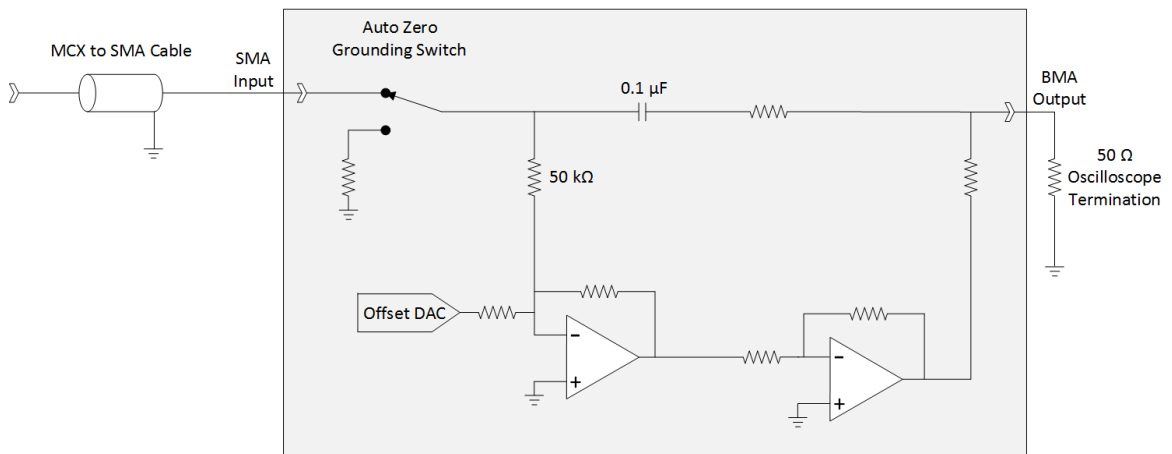 MCX to SMA Cable
SMA
Input
Auto Zero
Grounding Switch
0.1 µF
BMA
Output
50 kΩ
50 Ω
Oscilloscope
Termination
Offset DAC
-
+
-
+